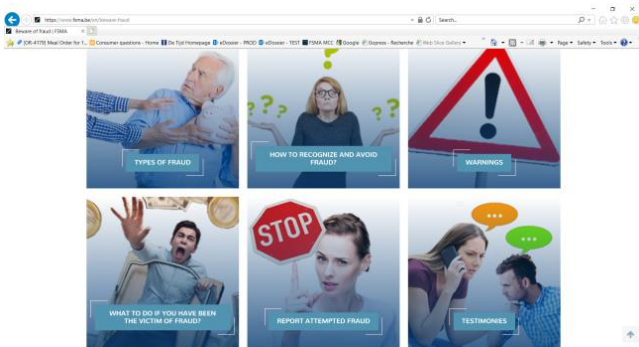 https://www.fsma.be/en/beware-fraud
Search...
Beware of fraud | FSMA
Consumer questions - Home
De Tijd Homepage
eDossier - PROD
eDossier - TEST
FSMA MCC
Google
Gopress - Recherche
Web Slice Gallery
Page
Safety
Tools
TYPES OF FRAUD
HOW TO RECOGNIZE AND AVOID
FRAUD?
WARNINGS
STOP
WHAT TO DO IF YOU HAVE BEEN
THE VICTIM OF FRAUD?
REPORT ATTEMPTED FRAUD
TESTIMONIES